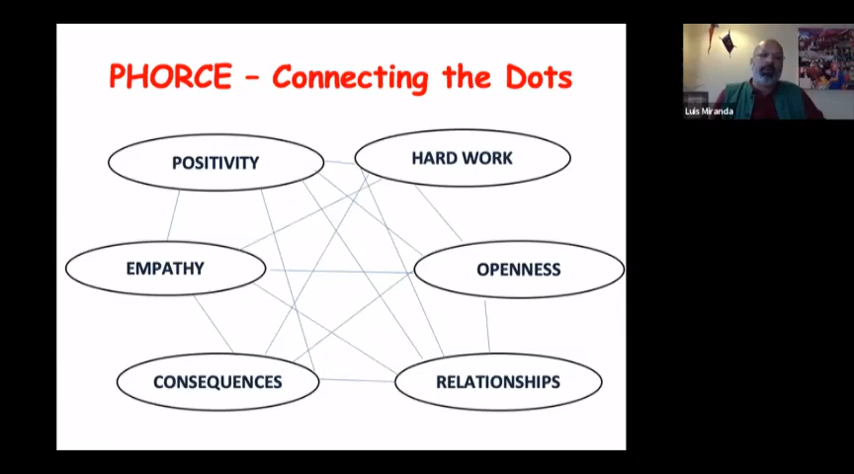 PHORCE – Connecting the Dots
POSITIVITY
HARD WORK
EMPATHY
OPENNESS
CONSEQUENCES
RELATIONSHIPS
Luis Miranda